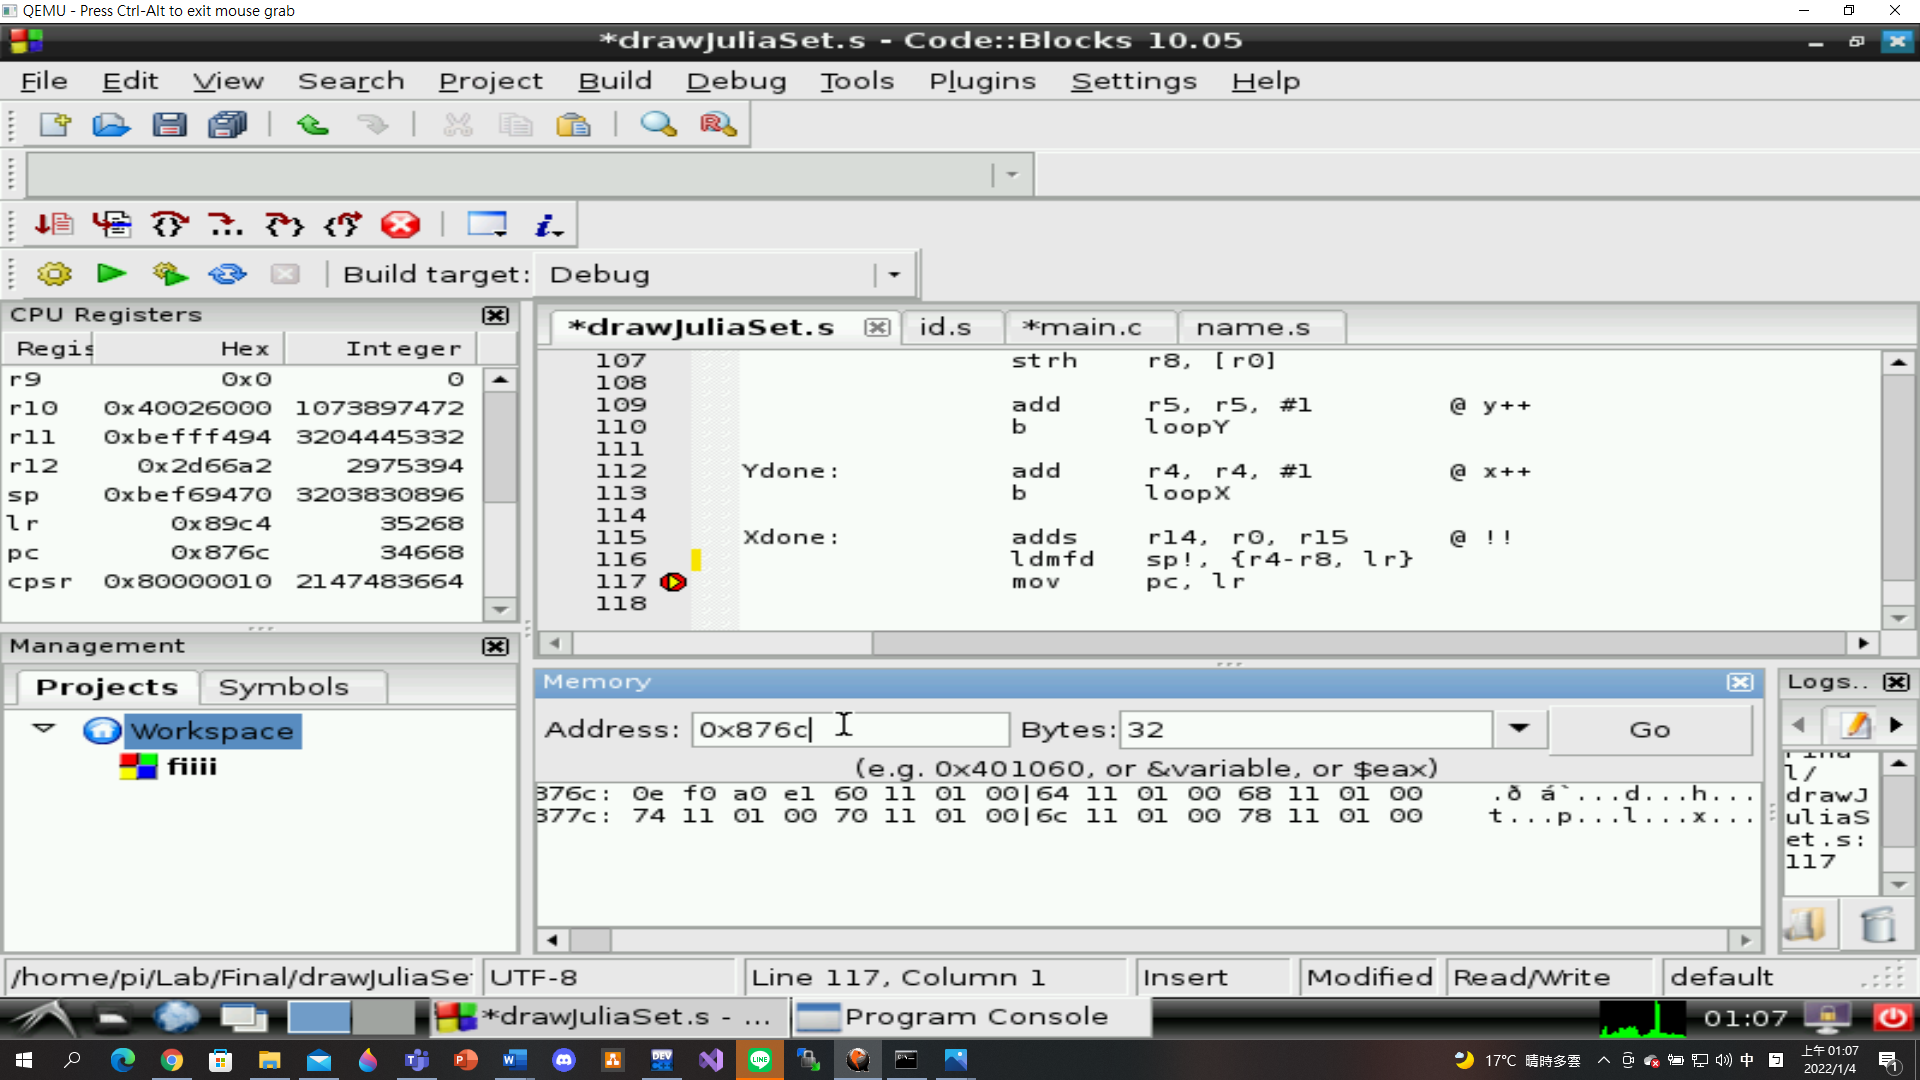 QEMU - Press Ctrl-Alt to exit mouse grab
*drawJuliaSet.s - Code::Blocks 10.05
File Edit View Search Project Build Debug Tools Plugins Settings Help
Build target: Debug
CPU Registers
Regis Hex Integer
r9 0x0 0
r10 0x40026000 1073897472
r11 0xbefff494 3204445332
r12 0x2d66a2 2975394
sp 0xbef69470 3203830896
lr 0x89c4 35268
pc 0x876c 34668
cpsr 0x80000010 2147483664
*drawJuliaSet.s id.s *main.c name.s
107 strh r8, [r0]
108
109 add r5, r5, #1 @ y++
110 b loopY
111
112 Ydone: add r4, r4, #1 @ x++
113 b loopX
114
115 Xdone: adds r14, r0, r15 @ !!
116 ldmfd sp!, {r4-r8, lr}
117 mov pc, lr
118
Management
Projects Symbols
Workspace
fiiii
Memory
Address: 0x876c Bytes: 32 Go
(e.g. 0x401060, or &variable, or $eax)
876c: 0e f0 a0 e1 60 11 01 00|64 11 01 00 68 11 01 00 .ð á`...d...h...
877c: 74 11 01 00 70 11 01 00|6c 11 01 00 78 11 01 00 t...p...l...x...
Logs..
l/
drawJ
uliaS
et.s:
117
/home/pi/Lab/Final/drawJuliaSe UTF-8 Line 117, Column 1 Insert Modified Read/Write default
*drawJuliaSet.s - ... Program Console 01:07
17°C 晴時多雲 中 上午 01:07
2022/1/4